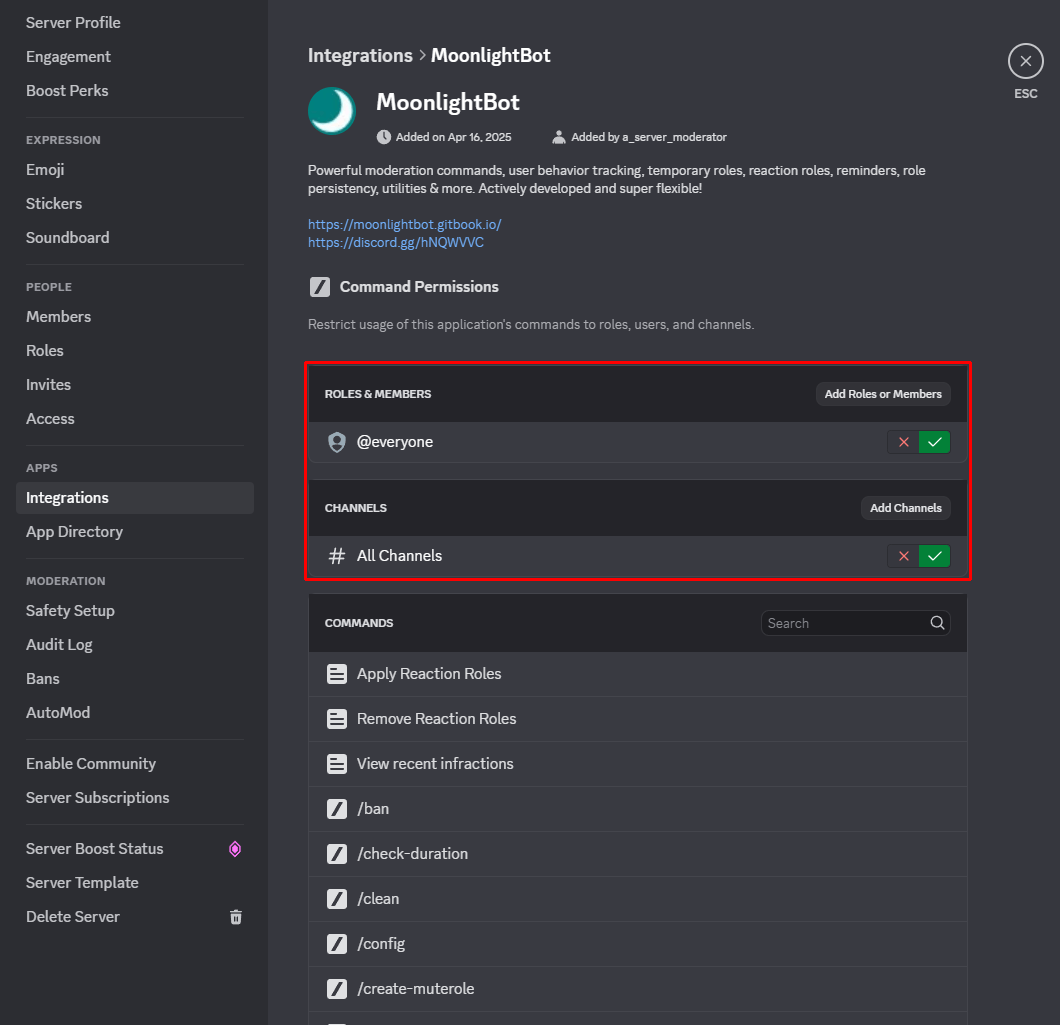 Server Profile
Engagement
Boost Perks
EXPRESSION
Emoji
Stickers
Soundboard
PEOPLE
Members
Roles
Invites
Access
APPS
Integrations
App Directory
MODERATION
Safety Setup
Audit Log
Bans
AutoMod
Enable Community
Server Subscriptions
Server Boost Status
Server Template
Delete Server
Integrations > MoonlightBot
ESC
MoonlightBot
Added on Apr 16, 2025 Added by a_server_moderator
Powerful moderation commands, user behavior tracking, temporary roles, reaction roles, reminders, role
persistency, utilities & more. Actively developed and super flexible!
https://moonlightbot.gitbook.io/
https://discord.gg/hNQWVVC
Command Permissions
Restrict usage of this application's commands to roles, users, and channels.
ROLES & MEMBERS Add Roles or Members
@everyone
CHANNELS Add Channels
All Channels
COMMANDS Search
Apply Reaction Roles
Remove Reaction Roles
View recent infractions
/ban
/check-duration
/clean
/config
/create-muterole